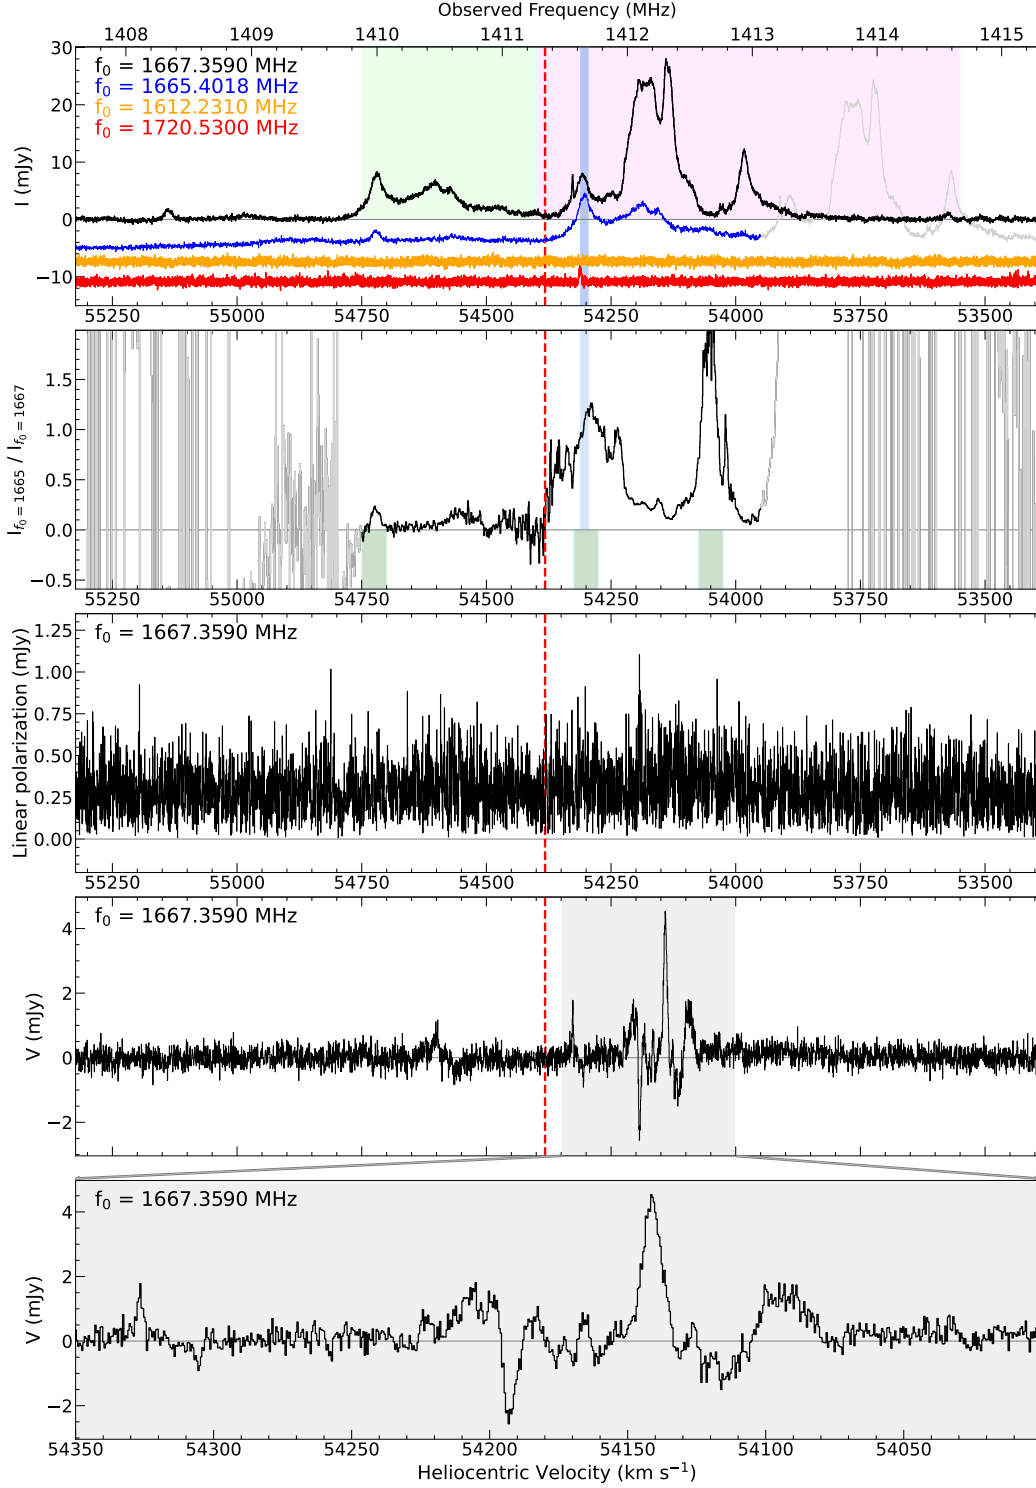 Observed Frequency (MHz)
1408 1409 1410 1411 1412 1413 1414 1415
f0 = 1667.3590 MHz
f0 = 1665.4018 MHz
f0 = 1612.2310 MHz
f0 = 1720.5300 MHz
I (mJy)
30
20
10
0
−10
55250 55000 54750 54500 54250 54000 53750 53500
I_f0=1665 / I_f0=1667
1.5
1.0
0.5
0.0
−0.5
55250 55000 54750 54500 54250 54000 53750 53500
f0 = 1667.3590 MHz
Linear polarization (mJy)
1.25
1.00
0.75
0.50
0.25
0.00
55250 55000 54750 54500 54250 54000 53750 53500
f0 = 1667.3590 MHz
V (mJy)
4
2
0
−2
f0 = 1667.3590 MHz
V (mJy)
4
2
0
−2
54350 54300 54250 54200 54150 54100 54050
Heliocentric Velocity (km s−1)